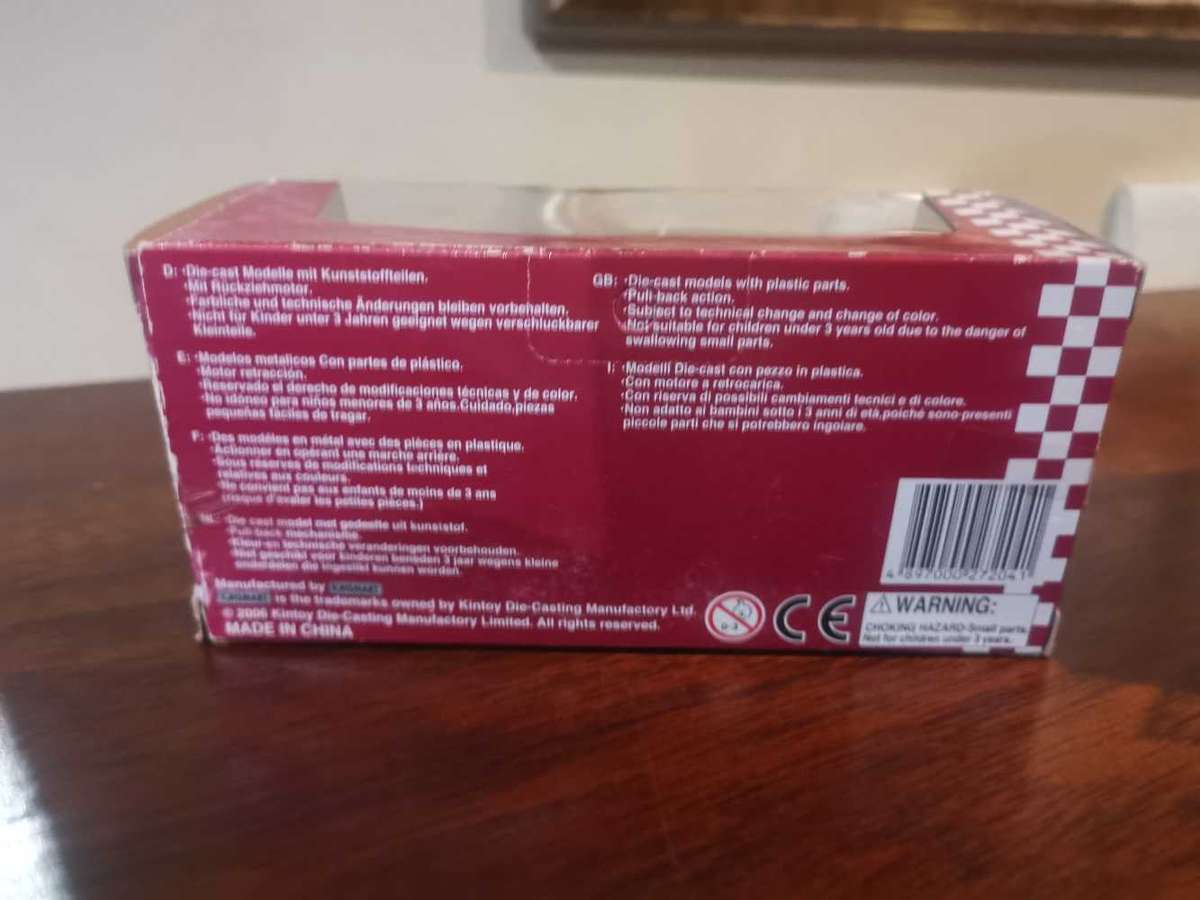 D: ·Die-cast Modelle mit Kunststoffteilen.
·Mit Rückziehmotor.
·Farbliche und technische Änderungen bleiben vorbehalten.
·Nicht für Kinder unter 3 Jahren geeignet wegen verschluckbarer
Kleinteile.
E: ·Modelos metalicos Con partes de plástico.
·Motor retracción.
·Reservado el derecho de modificaciones técnicas y de color.
·No idóneo para niños menores de 3 años.Cuidado,piezas
pequeñas fáciles de tragar.
F: ·Des modéles en métal avec des pièces en plastique.
·Actionner en opérant une marche arrière.
·Sous reserves de modifications techniques et
relatives aux couleurs.
·Ne convient pas aux enfants de moins de 3 ans
(risque d'avaler les petites pièces.)
NL: ·Die cast model met gedeelte uit kunststof.
·Pull-back mechanisme.
·Kleur-en technische veranderingen voorbehouden.
·Niet geschikt voor kinderen beneden 3 jaar wegens kleine
onderdelen die ingeslikt kunnen worden.
GB: ·Die-cast models with plastic parts.
·Pull-back action.
·Subject to technical change and change of color.
·Not suitable for children under 3 years old due to the danger of
swallowing small parts.
I: ·Modelli Die-cast con pezzo in plastica.
·Con motore a retrocarica.
·Con riserva di possibili cambiamenti tecnici e di colore.
·Non adatto ai bambini sotto i 3 anni di età,poiché sono presenti
piccole parti che si potrebbero ingoiare.
Manufactured by
is the trademarks owned by Kintoy Die-Casting Manufactory Ltd.
© 2006 Kintoy Die-Casting Manufactory Limited. All rights reserved.
MADE IN CHINA
0-3
CE
WARNING:
CHOKING HAZARD-Small parts
Not for children under 3 years.
4 897000 272041